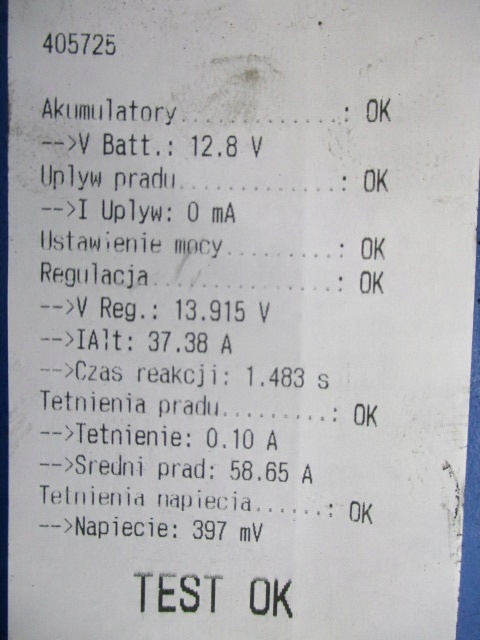 405725
Akumulatory..............: OK
-->V Batt.: 12.8 V
Uplyw pradu..............: OK
-->I Uplyw: 0 mA
Ustawienie mocy..........: OK
Regulacja................: OK
-->V Reg.: 13.915 V
-->IAlt: 37.38 A
-->Czas reakcji: 1.483 s
Tetnienia pradu..........: OK
-->Tetnienie: 0.10 A
-->Sredni prad: 58.65 A
Tetnienia napiecia.......: OK
-->Napiecie: 397 mV
TEST OK